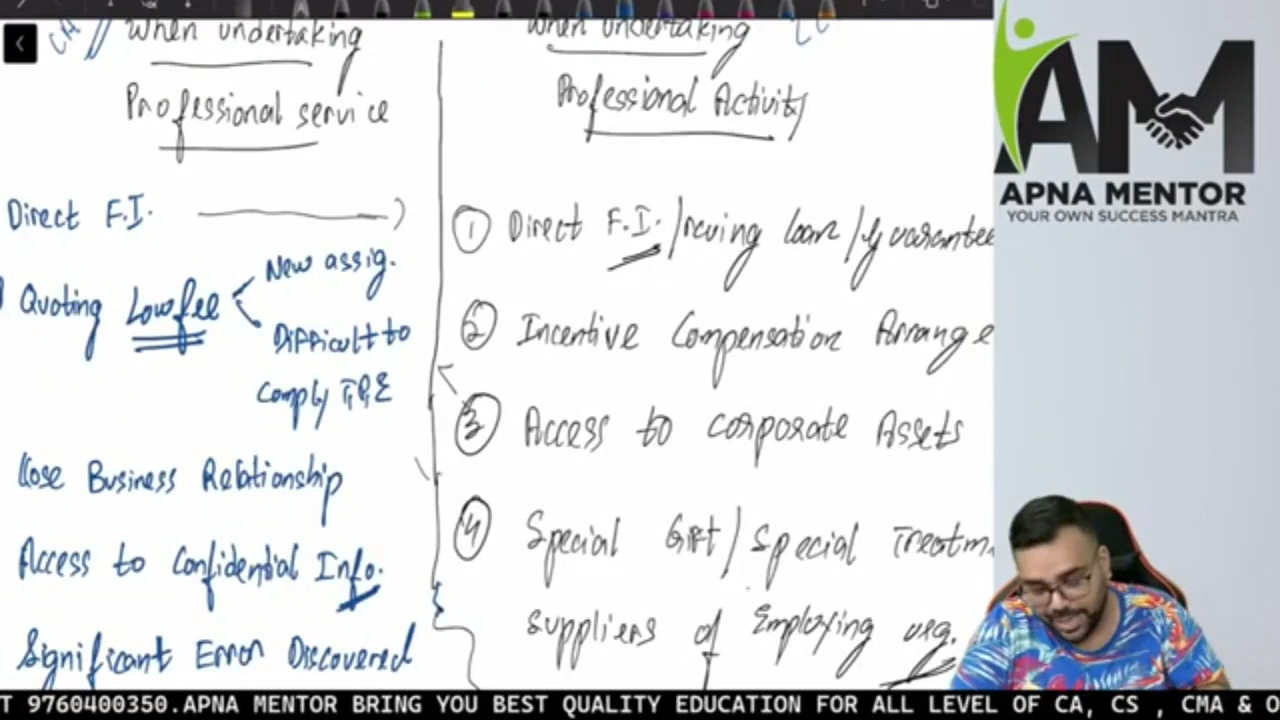 When undertaking
Professional service
Direct F.I.
Quoting Low fee
New assig.
Difficult to
Comply T,P,E
Close Business Relationship
Access to Confidential Info.
Significant Error Discovered
When undertaking
Professional Activity
① Direct F.I. / loan / Guarantee
② Incentive Compensation Arrange
③ Access to corporate Assets
④ Special Gift / Special Treatm
Suppliers of Employing org.
AM
APNA MENTOR
YOUR OWN SUCCESS MANTRA
T 9760400350.APNA MENTOR BRING YOU BEST QUALITY EDUCATION FOR ALL LEVEL OF CA, CS , CMA & O